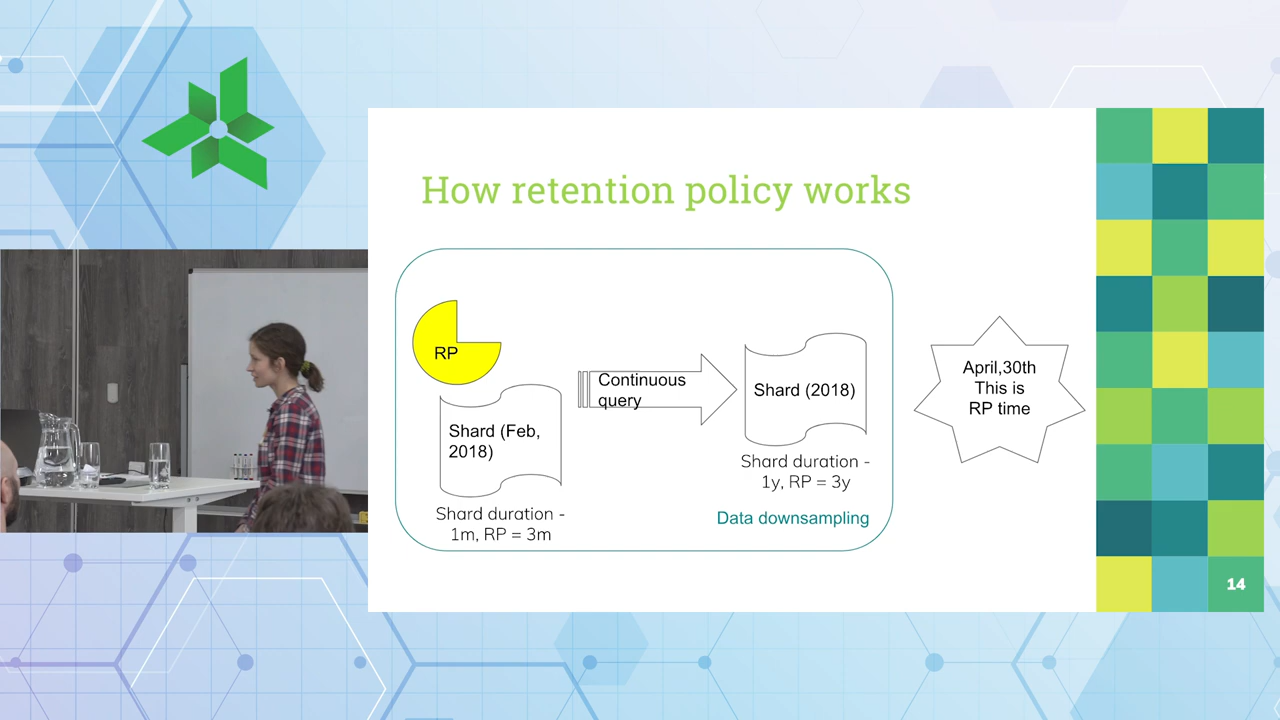 How retention policy works
RP
Shard (Feb,
2018)
Shard duration -
1m, RP = 3m
Continuous
query
Shard (2018)
Shard duration -
1y, RP = 3y
Data downsampling
April,30th
This is
RP time
14